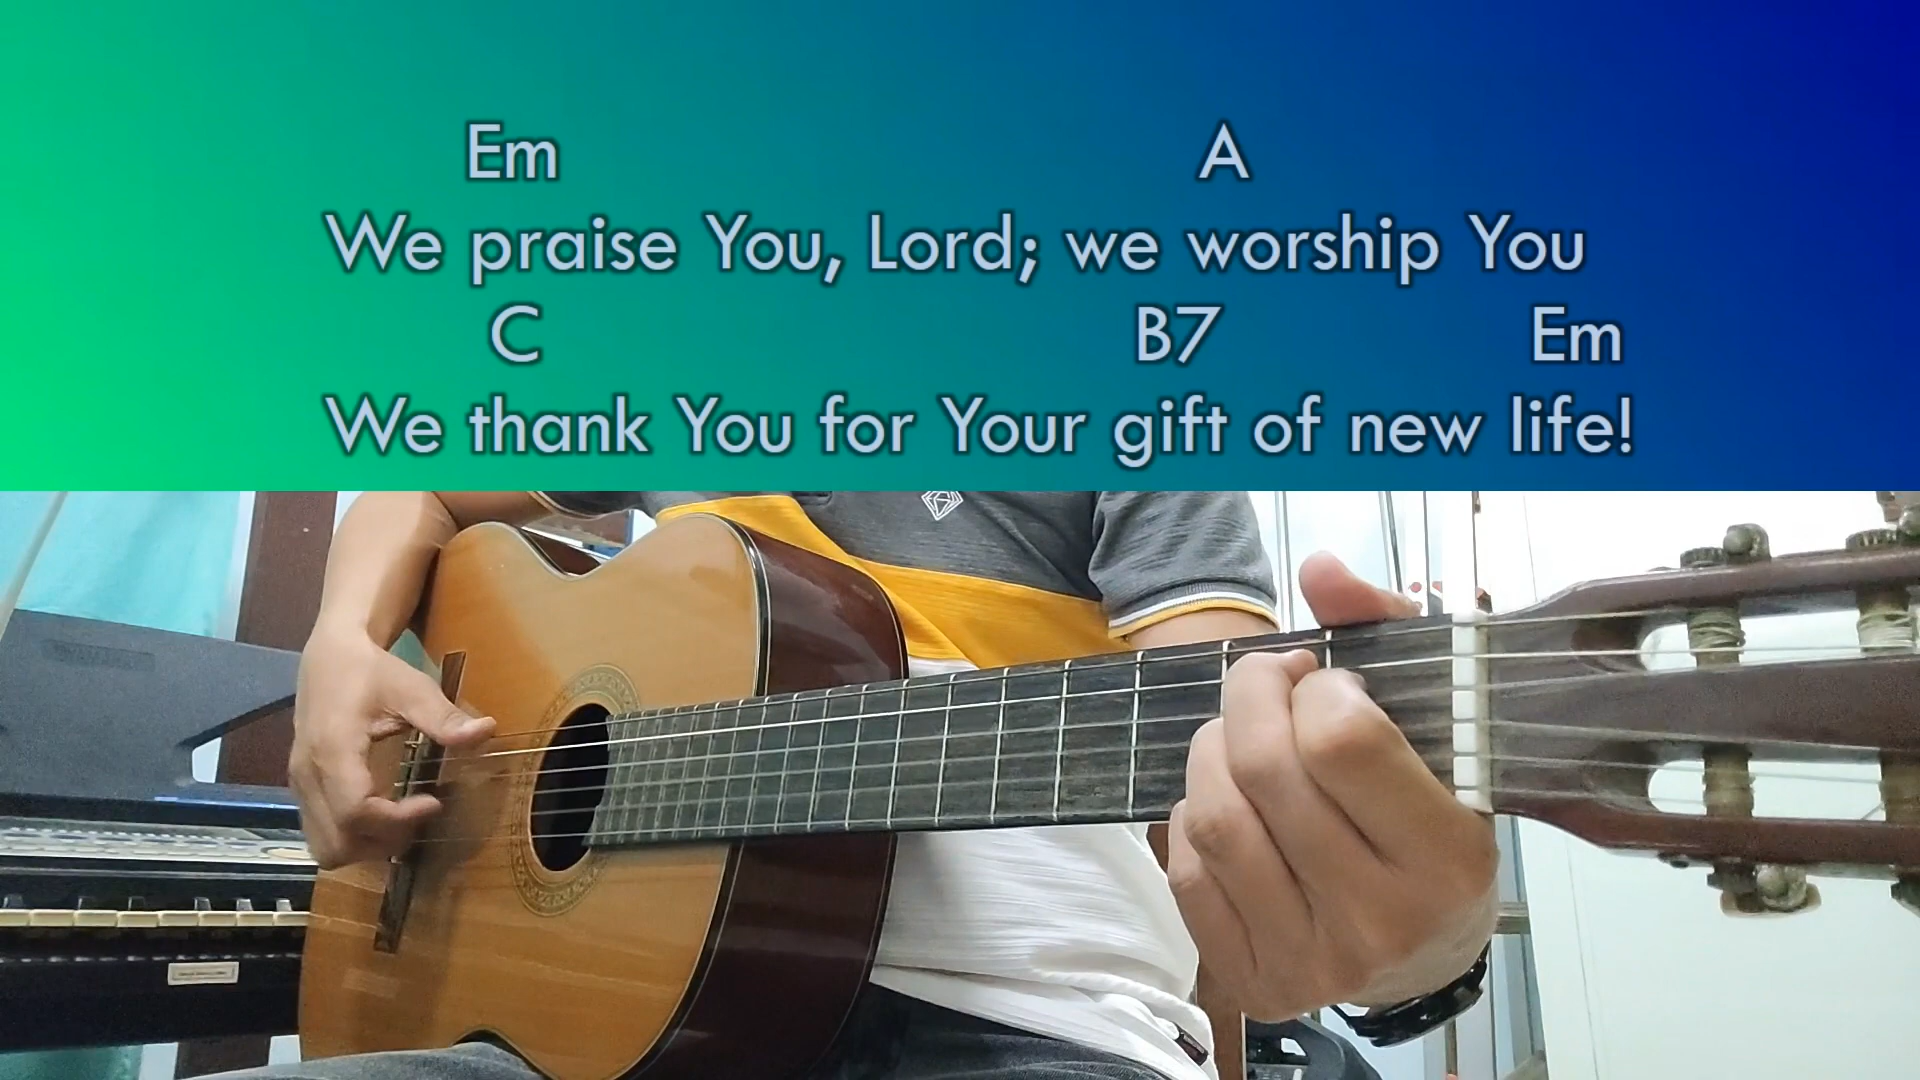 Em A
We praise You, Lord; we worship You
C B7 Em
We thank You for Your gift of new life!
YAMAHA